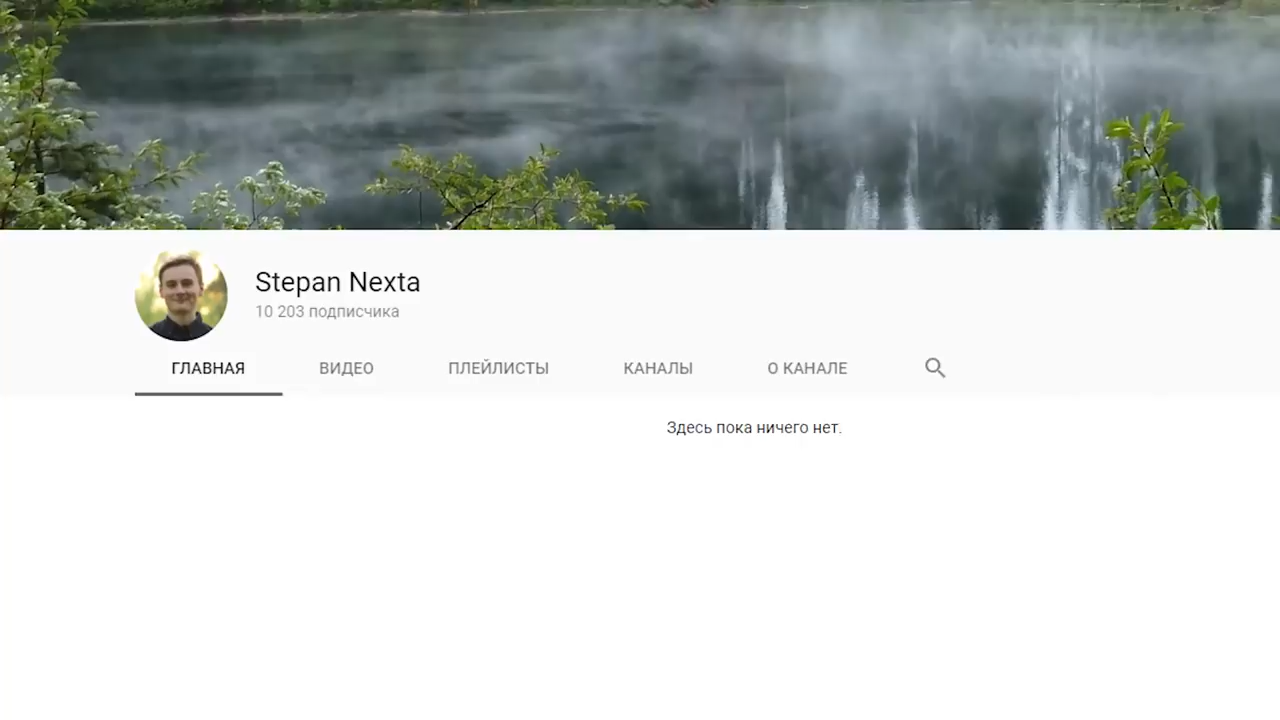 Stepan Nexta
10 203 подписчика
ГЛАВНАЯ ВИДЕО ПЛЕЙЛИСТЫ КАНАЛЫ О КАНАЛЕ
Здесь пока ничего нет.